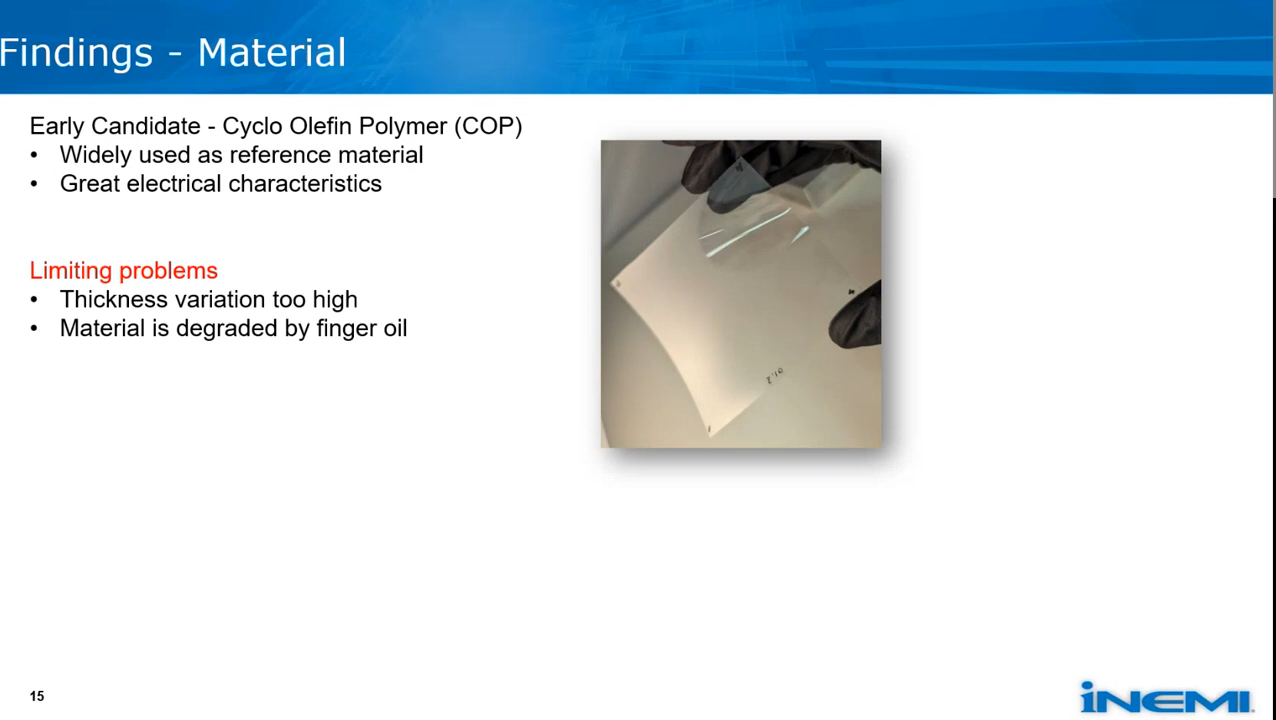 Findings - Material
Early Candidate - Cyclo Olefin Polymer (COP)
• Widely used as reference material
• Great electrical characteristics
Limiting problems
• Thickness variation too high
• Material is degraded by finger oil
15
iNEMI